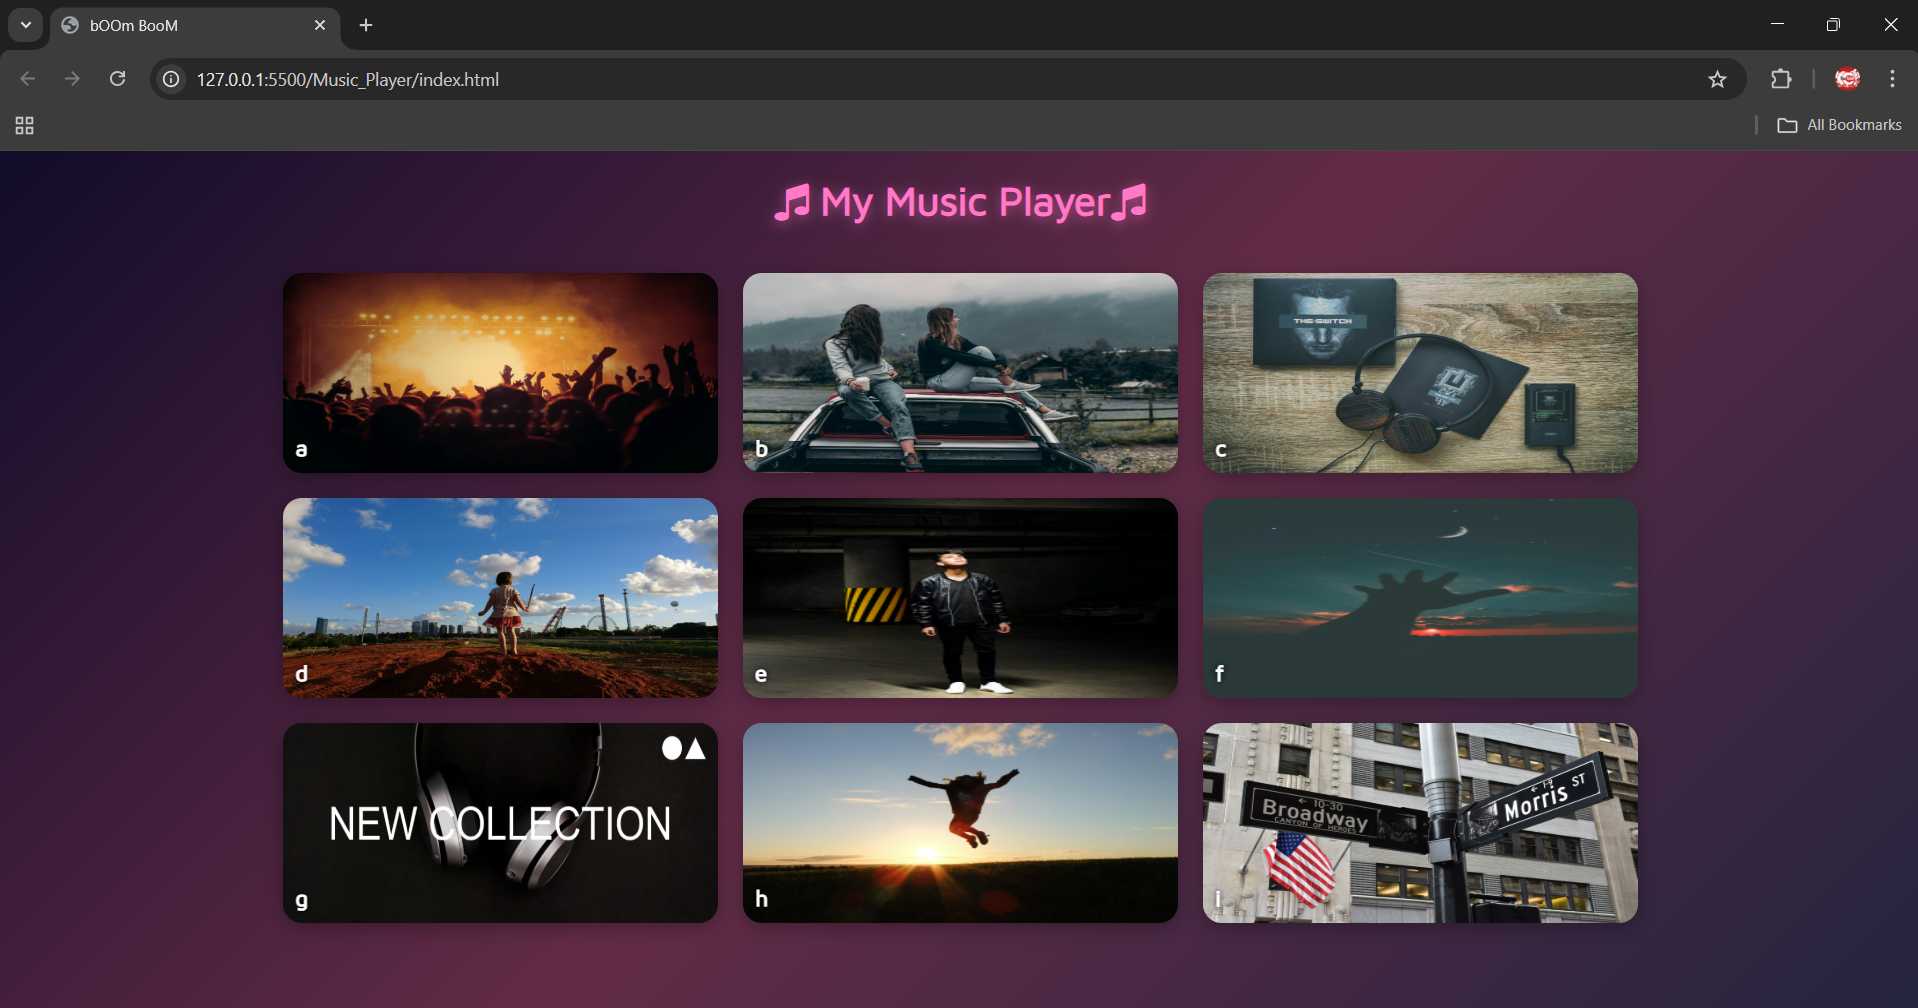 bOOm BooM
127.0.0.1:5500/Music_Player/index.html
All Bookmarks
My Music Player
THE SWITCH
a
b
c
d
e
f
NEW COLLECTION
g
h
← 10-30
Broadway
CANYON OF HEROES
← 1-9
Morris ST
i